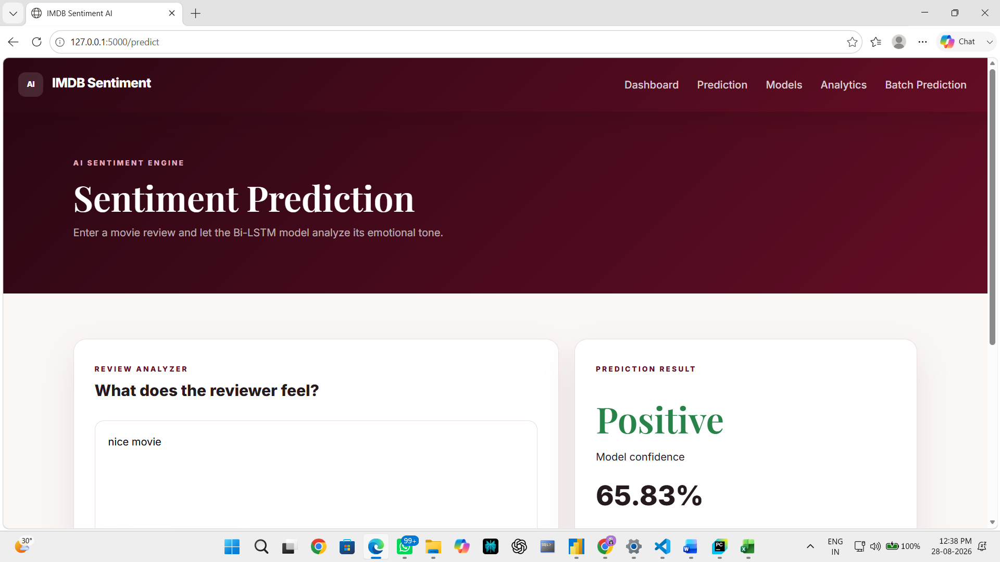 IMDB Sentiment AI
127.0.0.1:5000/predict
Chat
AI
IMDB Sentiment
Dashboard
Prediction
Models
Analytics
Batch Prediction
AI SENTIMENT ENGINE
Sentiment Prediction
Enter a movie review and let the Bi-LSTM model analyze its emotional tone.
REVIEW ANALYZER
What does the reviewer feel?
nice movie
PREDICTION RESULT
Positive
Model confidence
65.83%
30°
99+
SQL>
W
PC
X
ENG
IN
100%
12:38 PM
28-08-2026